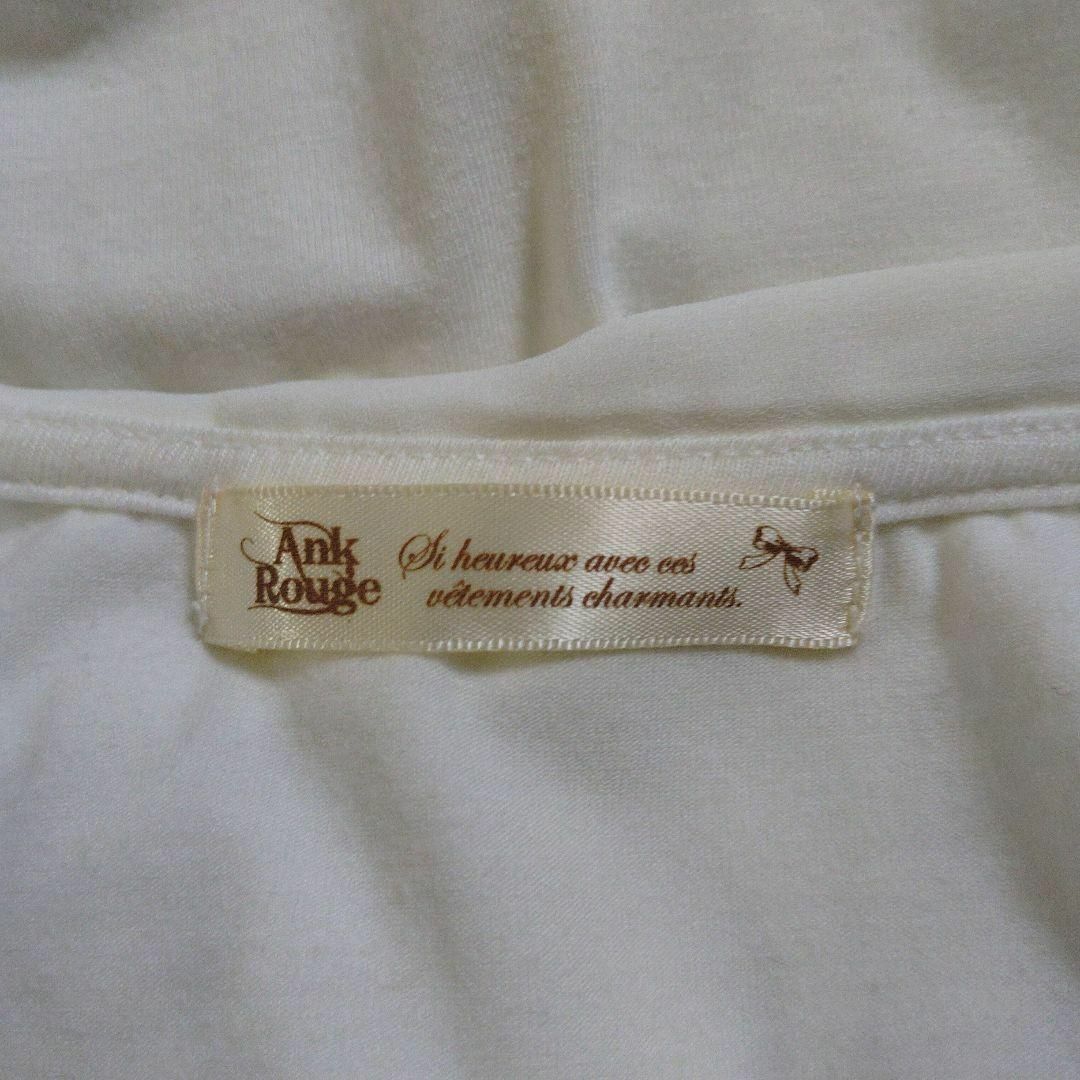 Ank
Rouge
Si heureux avec ces
vêtements charmants.